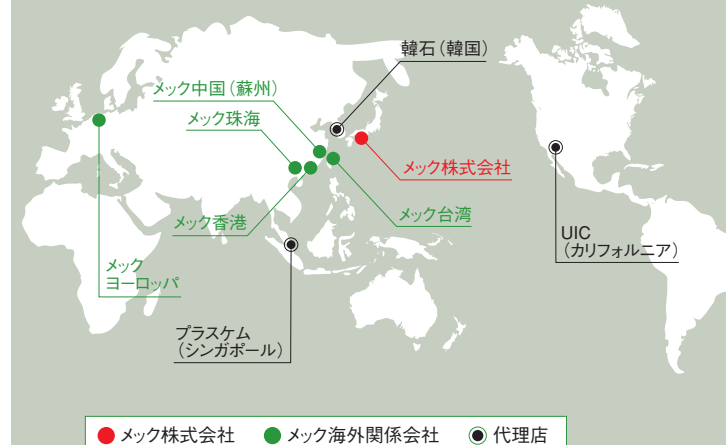 韓石（韓国）
メック中国（蘇州）
メック珠海
メック株式会社
メック香港
メック台湾
UIC
（カリフォルニア）
メック
ヨーロッパ
プラスケム
（シンガポール）
メック株式会社 メック海外関係会社 代理店